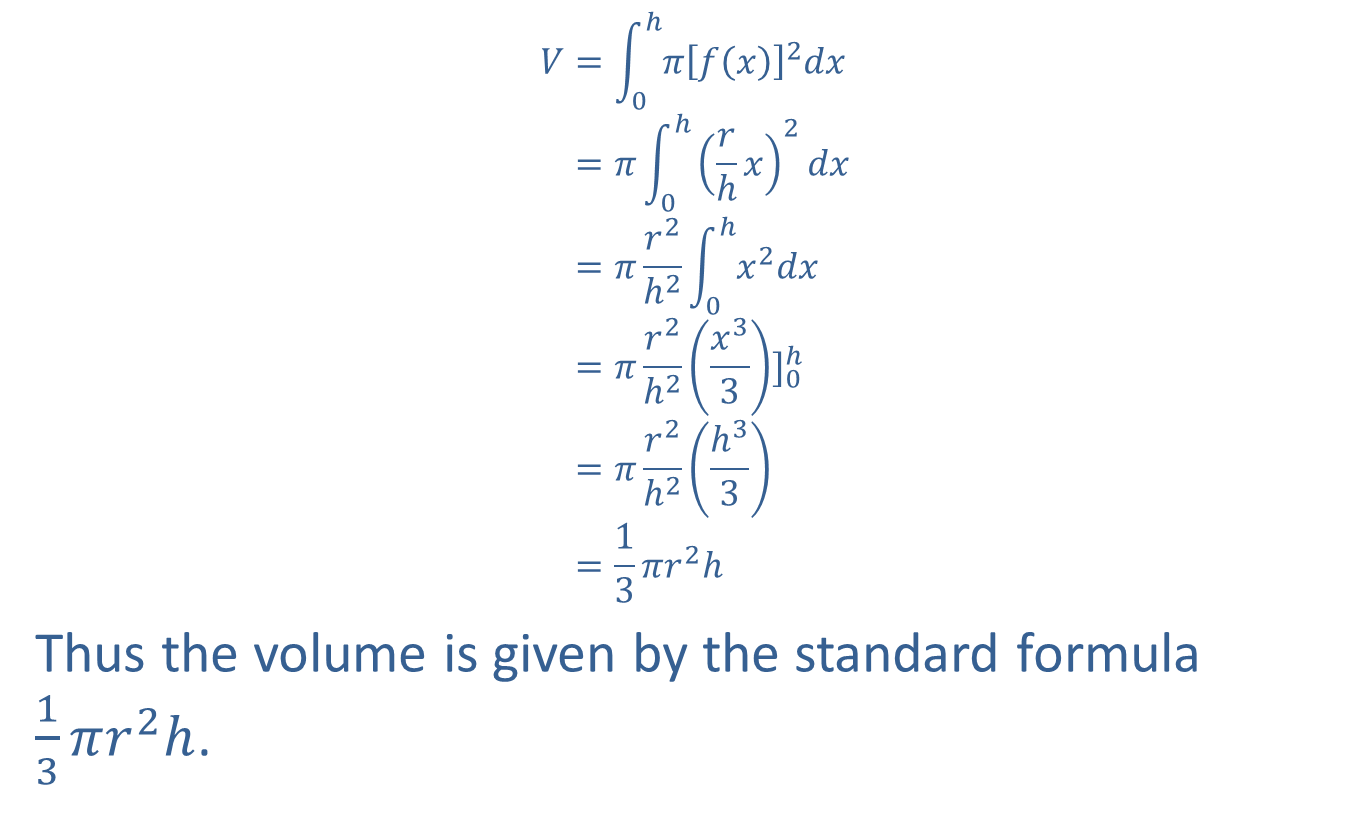 V = ∫₀ʰ π[f(x)]²dx
= π ∫₀ʰ (r/h x)² dx
= π r²/h² ∫₀ʰ x²dx
= π r²/h² (x³/3)]₀ʰ
= π r²/h² (h³/3)
= 1/3 πr²h
Thus the volume is given by the standard formula
1/3 πr²h.